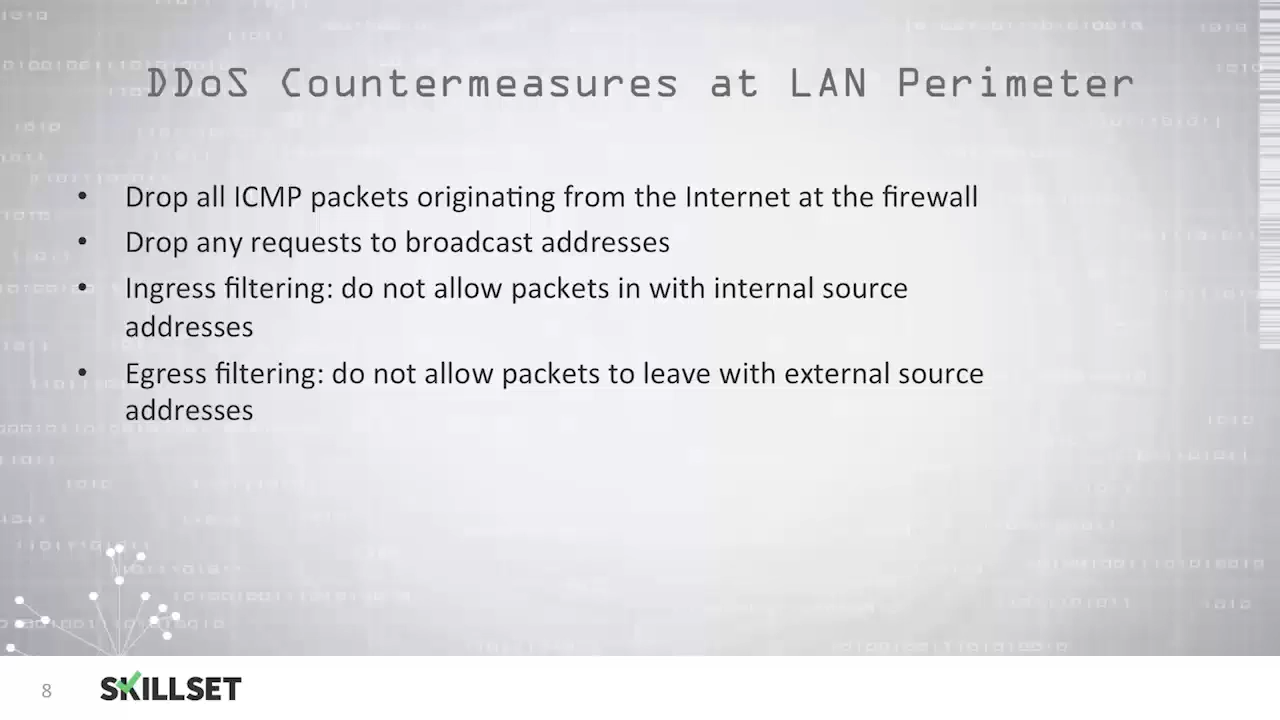 DDoS Countermeasures at LAN Perimeter
• Drop all ICMP packets originating from the Internet at the firewall
• Drop any requests to broadcast addresses
• Ingress filtering: do not allow packets in with internal source
addresses
• Egress filtering: do not allow packets to leave with external source
addresses
8
SKILLSET